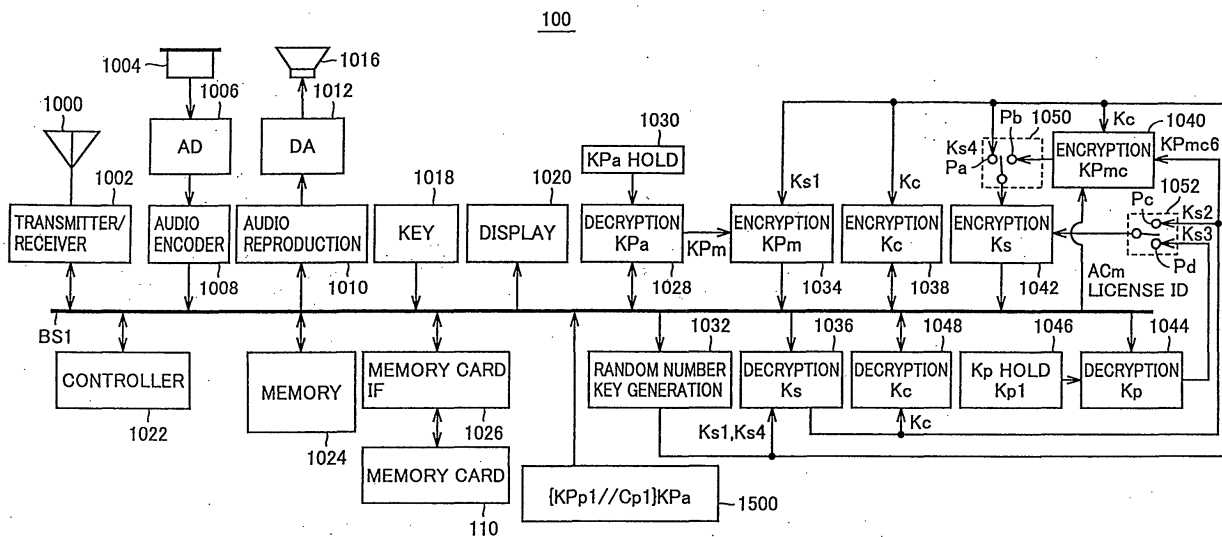 100
1004
1006
1016
1012
1000
1030
Pb
1050
Kc
1040
KPmc6
AD
DA
KPa HOLD
Ks4
Pa
ENCRYPTION
KPmc
1002
1018
1020
Ks1
Kc
1052
Pc
Ks2
Ks3
TRANSMITTER/
RECEIVER
AUDIO
ENCODER
AUDIO
REPRODUCTION
KEY
DISPLAY
DECRYPTION
KPa
KPm
ENCRYPTION
KPm
ENCRYPTION
Kc
ENCRYPTION
Ks
Pd
1008
1010
1028
1034
1038
1042
ACm
LICENSE ID
BS1
1032
1036
1048
1046
1044
CONTROLLER
MEMORY
MEMORY CARD
IF
RANDOM NUMBER
KEY GENERATION
DECRYPTION
Ks
DECRYPTION
Kc
Kp HOLD
Kp1
DECRYPTION
Kp
1022
1024
1026
Ks1,Ks4
Kc
MEMORY CARD
{KPp1//Cp1}KPa
1500
110